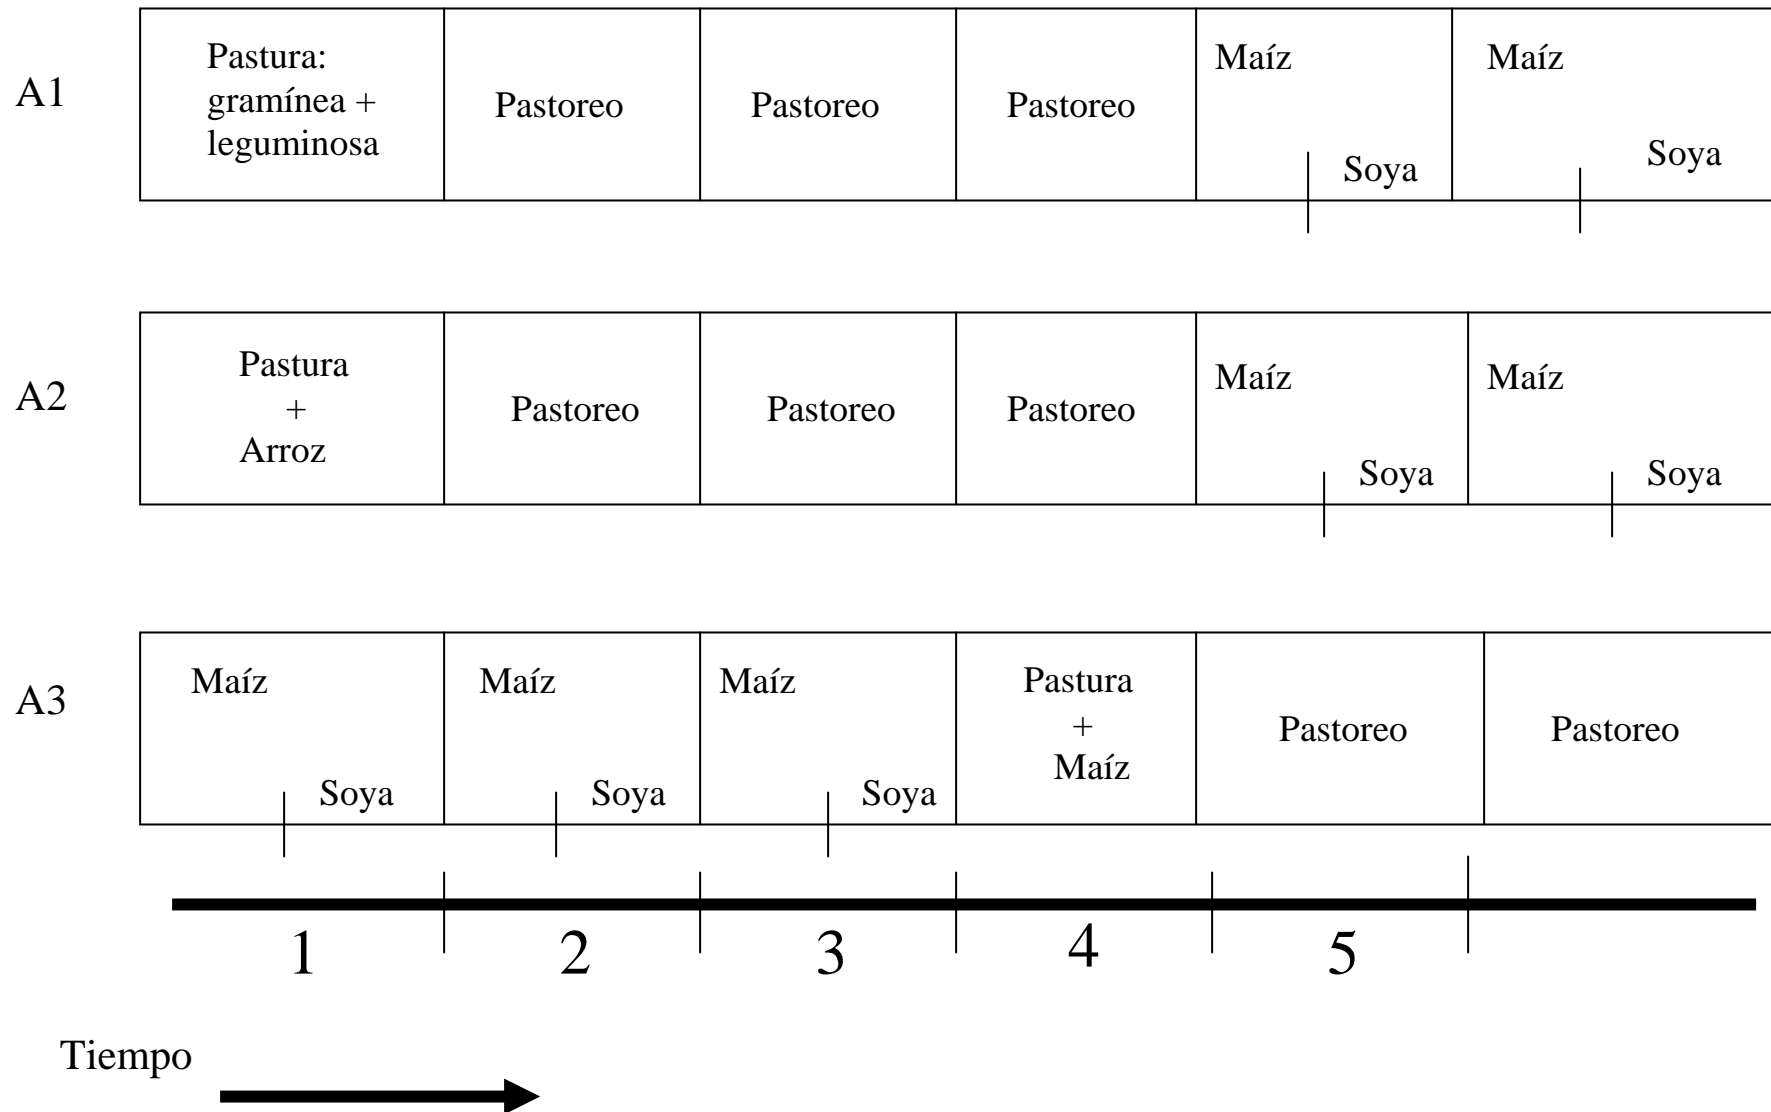 A1
Pastura:
gramínea +
leguminosa
Pastoreo
Pastoreo
Pastoreo
Maíz
Soya
Maíz
Soya
A2
Pastura
+
Arroz
Pastoreo
Pastoreo
Pastoreo
Maíz
Soya
Maíz
Soya
A3
Maíz
Soya
Maíz
Soya
Maíz
Soya
Pastura
+
Maíz
Pastoreo
Pastoreo
1 2 3 4 5
Tiempo